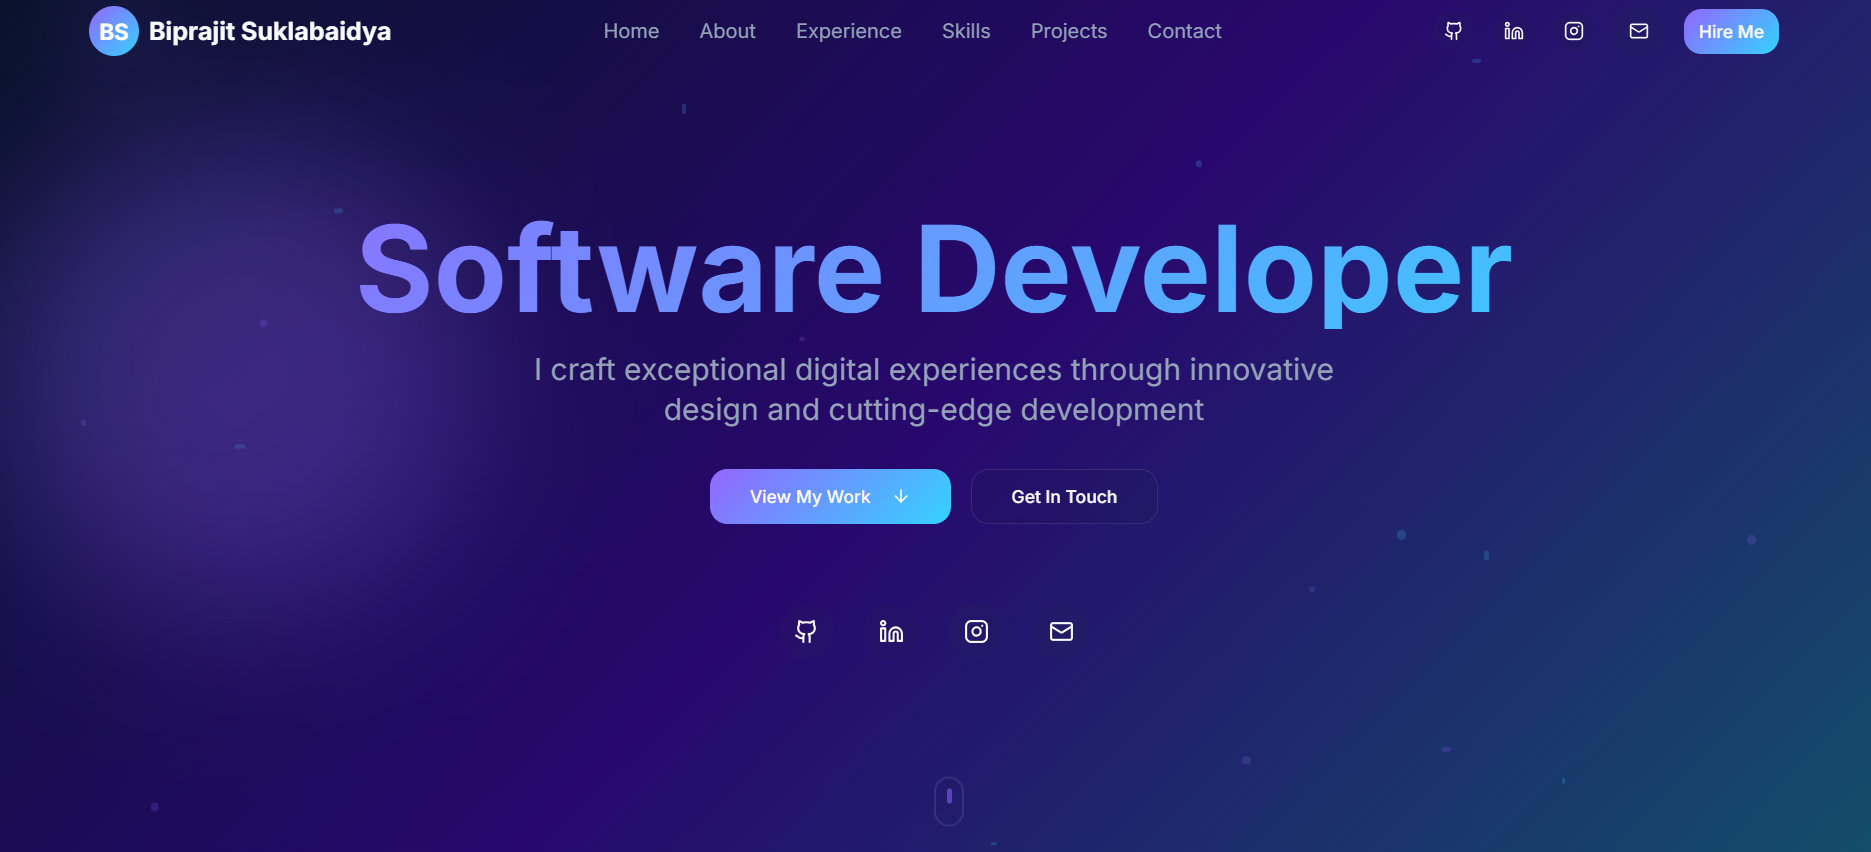 BS Biprajit Suklabaidya
Home About Experience Skills Projects Contact
Hire Me
Software Developer
I craft exceptional digital experiences through innovative
design and cutting-edge development
View My Work
Get In Touch